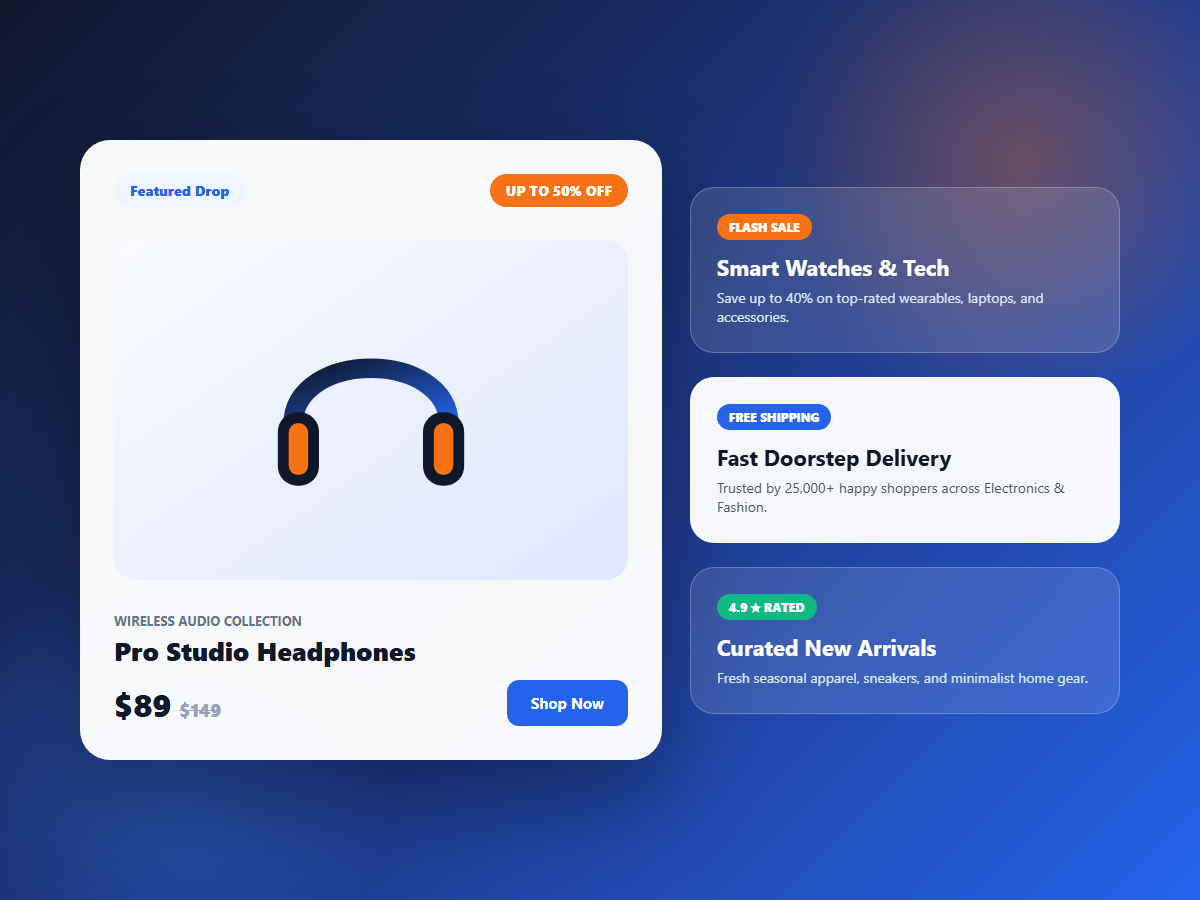 Featured Drop
UP TO 50% OFF
WIRELESS AUDIO COLLECTION
Pro Studio Headphones
$89 $149
Shop Now
FLASH SALE
Smart Watches & Tech
Save up to 40% on top-rated wearables, laptops, and
accessories.
FREE SHIPPING
Fast Doorstep Delivery
Trusted by 25,000+ happy shoppers across Electronics &
Fashion.
4.9 ★ RATED
Curated New Arrivals
Fresh seasonal apparel, sneakers, and minimalist home gear.